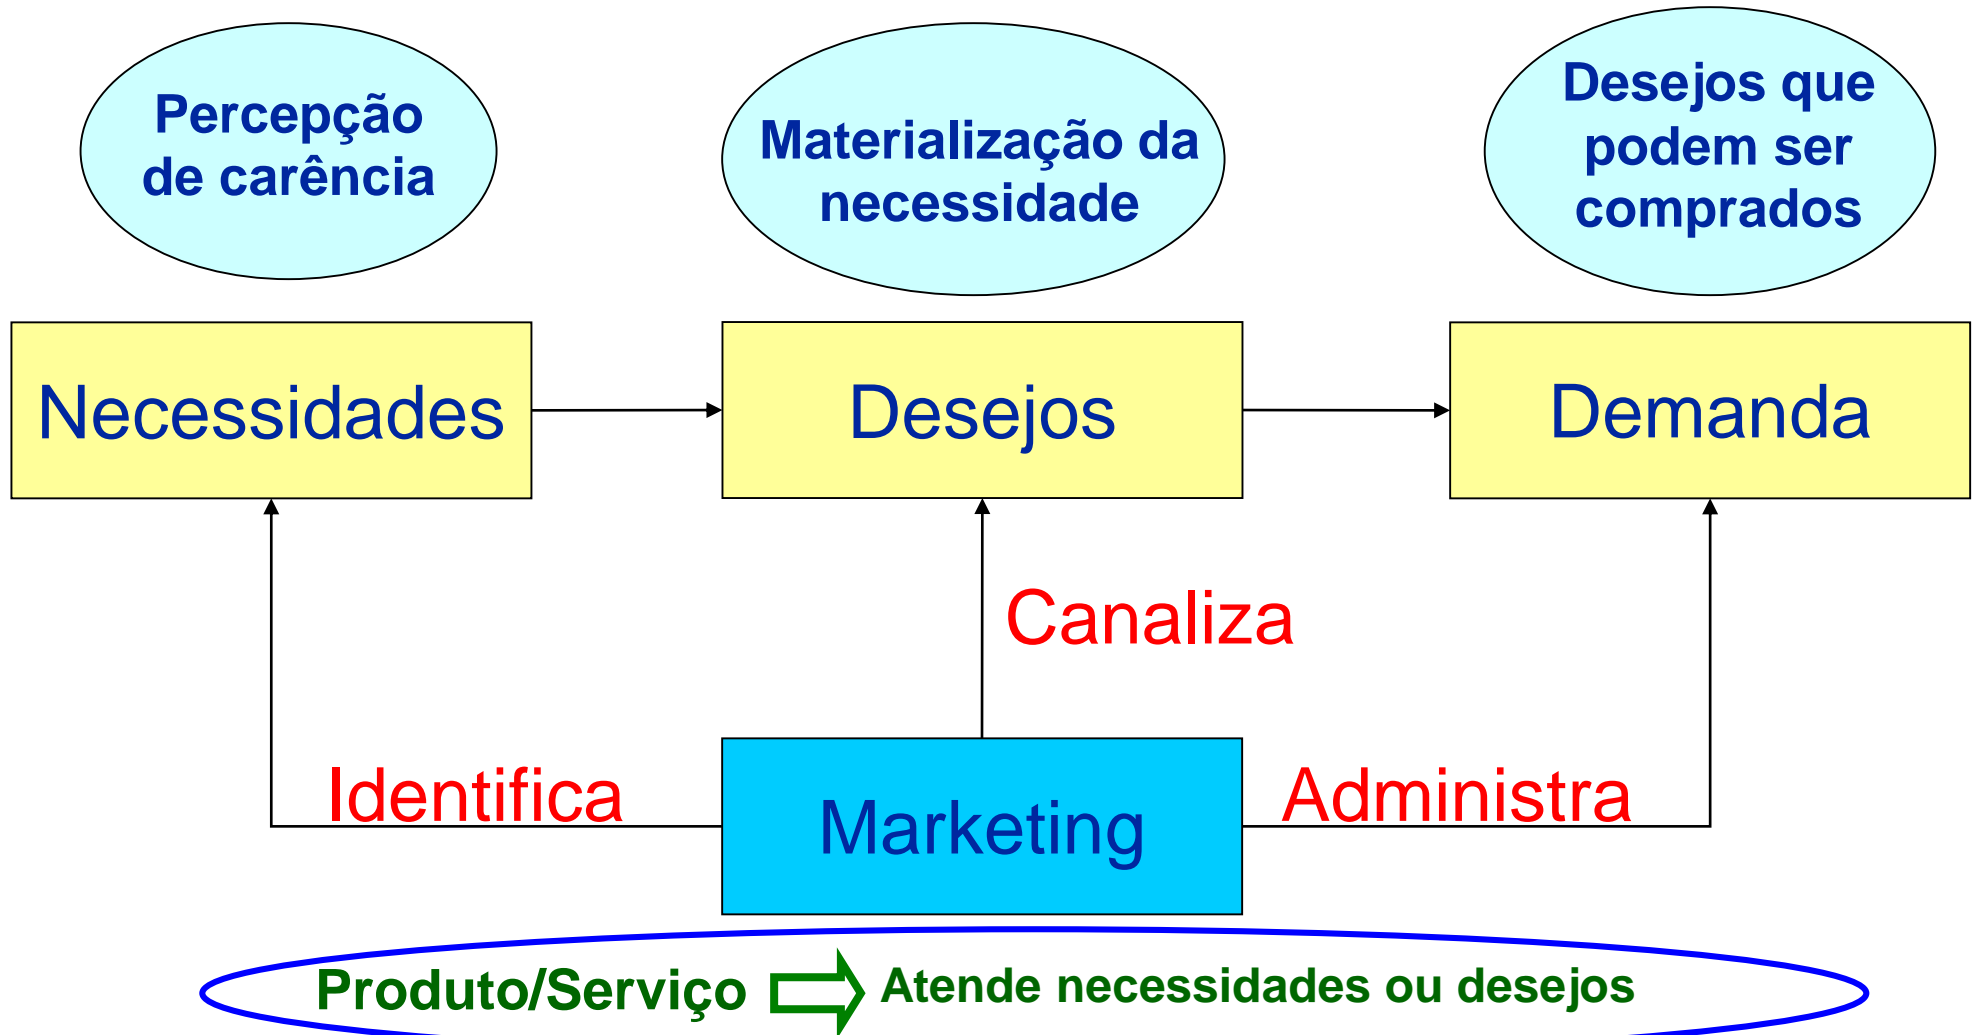 Percepção
de carência
Materialização da
necessidade
Desejos que
podem ser
comprados
Necessidades
Desejos
Demanda
Canaliza
Identifica
Administra
Marketing
Produto/Serviço
Atende necessidades ou desejos